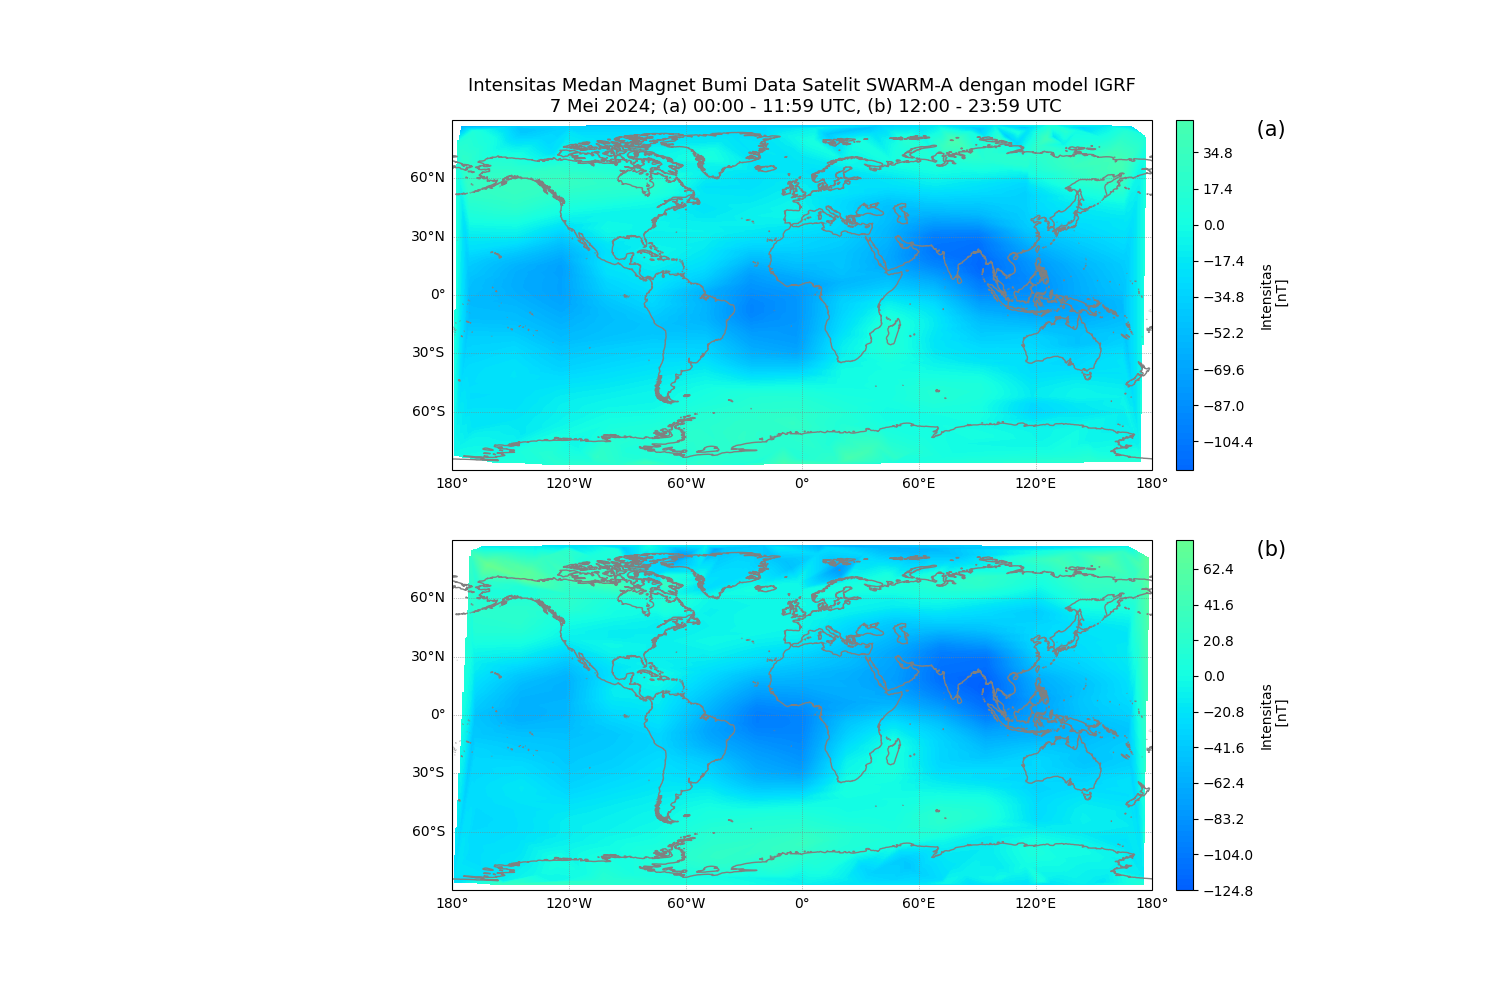 Intensitas Medan Magnet Bumi Data Satelit SWARM-A dengan model IGRF
7 Mei 2024; (a) 00:00 - 11:59 UTC, (b) 12:00 - 23:59 UTC
(a)
60°N
30°N
0°
30°S
60°S
180°
120°W
60°W
0°
60°E
120°E
180°
34.8
17.4
0.0
−17.4
−34.8
−52.2
−69.6
−87.0
−104.4
Intensitas
[nT]
(b)
60°N
30°N
0°
30°S
60°S
180°
120°W
60°W
0°
60°E
120°E
180°
62.4
41.6
20.8
0.0
−20.8
−41.6
−62.4
−83.2
−104.0
−124.8
Intensitas
[nT]